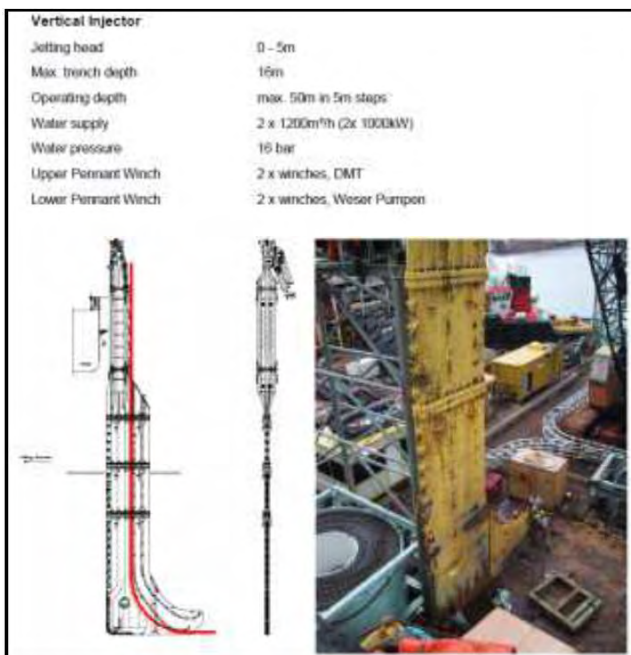 Vertical Injector
Jetting head 0 - 5m
Max. trench depth 16m
Operating depth max. 50m in 5m steps
Water supply 2 x 1200m³/h (2x 1000kW)
Water pressure 16 bar
Upper Pennant Winch 2 x winches, DMT
Lower Pennant Winch 2 x winches, Weser Pumpen